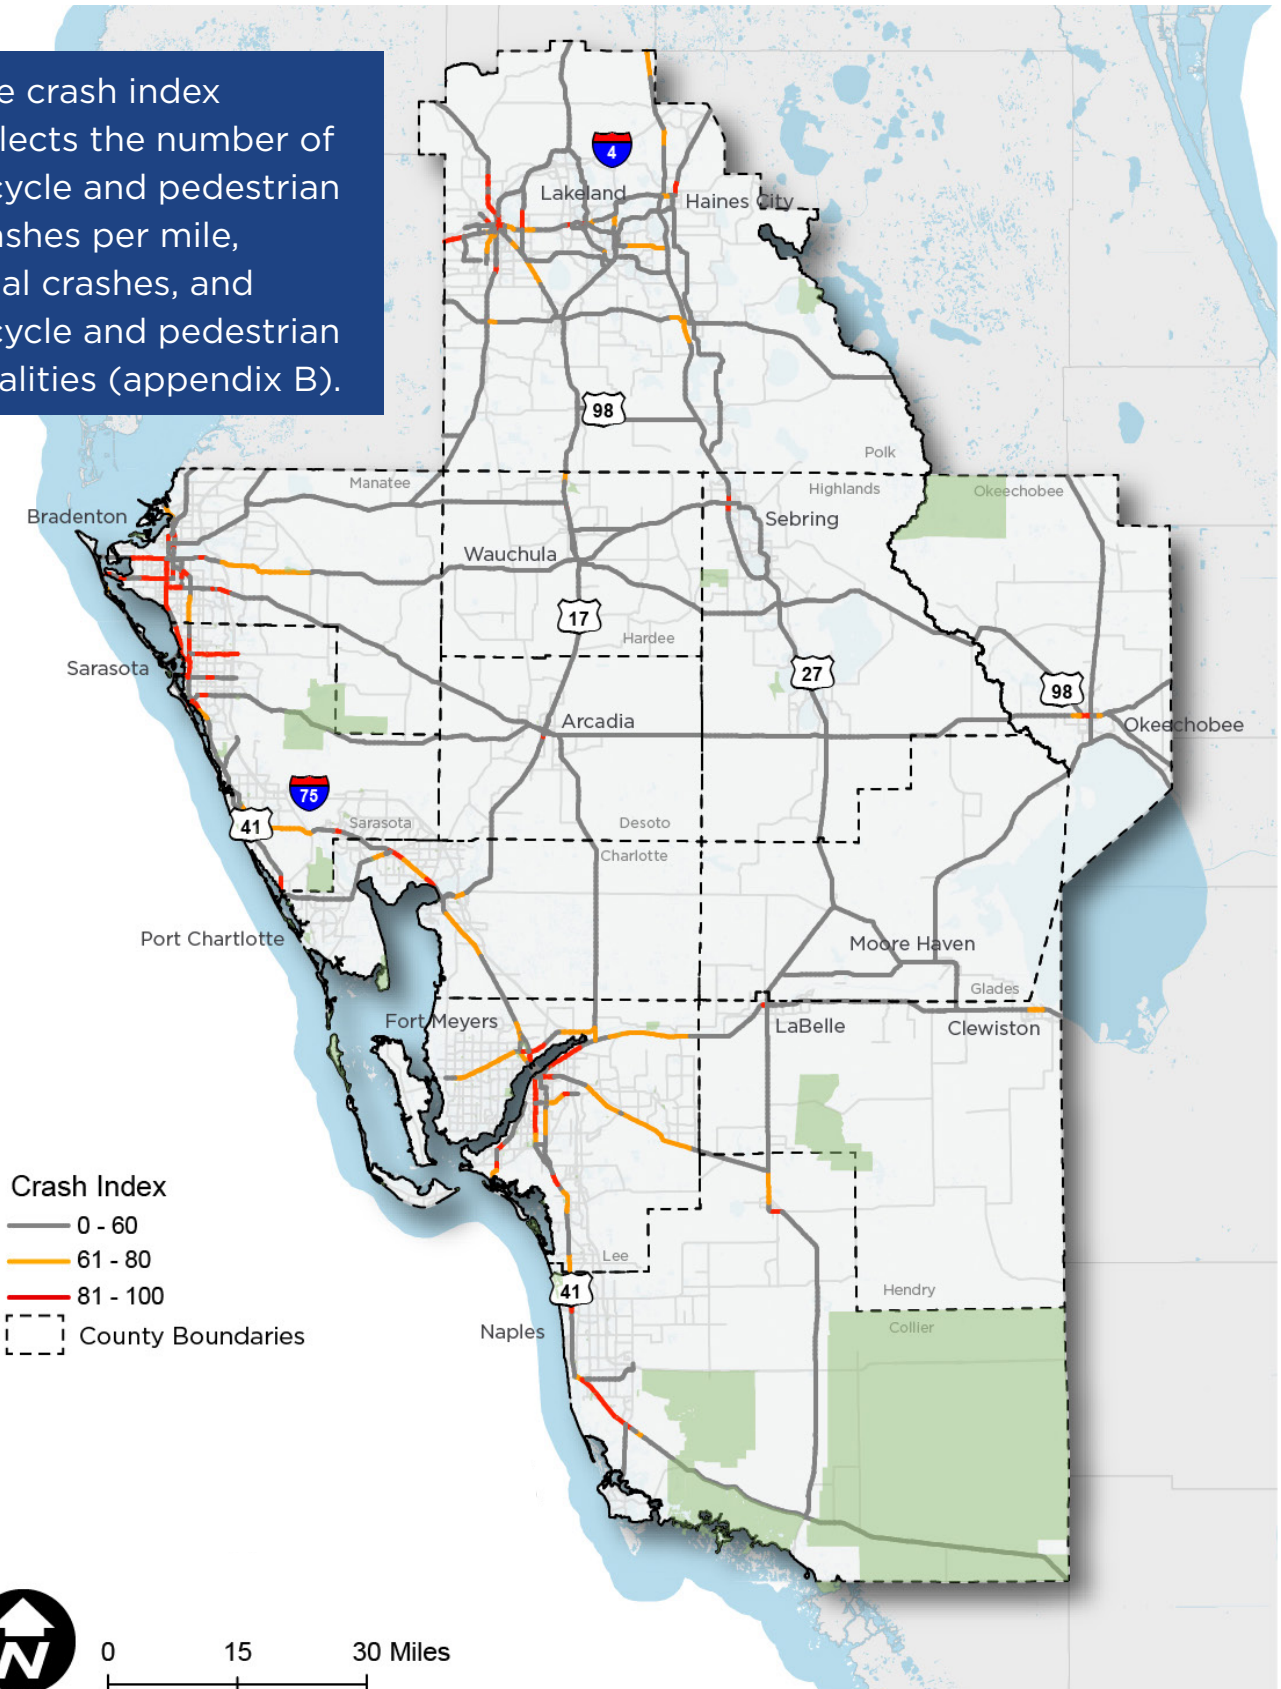 e crash index
lects the number of
cycle and pedestrian
ashes per mile,
al crashes, and
cycle and pedestrian
alities (appendix B).
4
Lakeland
Haines City
98
Polk
Manatee
Highlands
Okeechobee
Bradenton
Sebring
Wauchula
17
Hardee
27
Sarasota
98
Arcadia
Okeechobee
75
41
Sarasota
Desoto
Charlotte
Port Chartlotte
Moore Haven
Glades
Fort Meyers
LaBelle
Clewiston
Crash Index
0 - 60
61 - 80
81 - 100
County Boundaries
Lee
Hendry
41
Collier
Naples
N
0 15 30 Miles